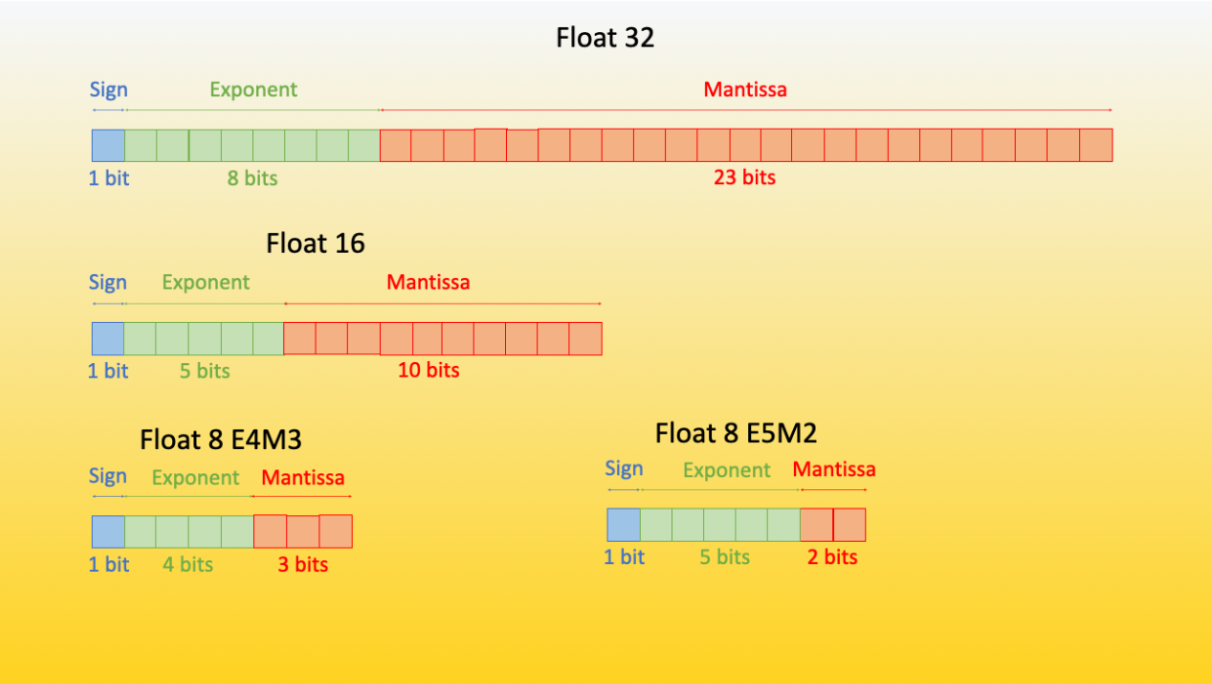 Float 32
Sign Exponent Mantissa
1 bit 8 bits 23 bits
Float 16
Sign Exponent Mantissa
1 bit 5 bits 10 bits
Float 8 E4M3
Sign Exponent Mantissa
1 bit 4 bits 3 bits
Float 8 E5M2
Sign Exponent Mantissa
1 bit 5 bits 2 bits